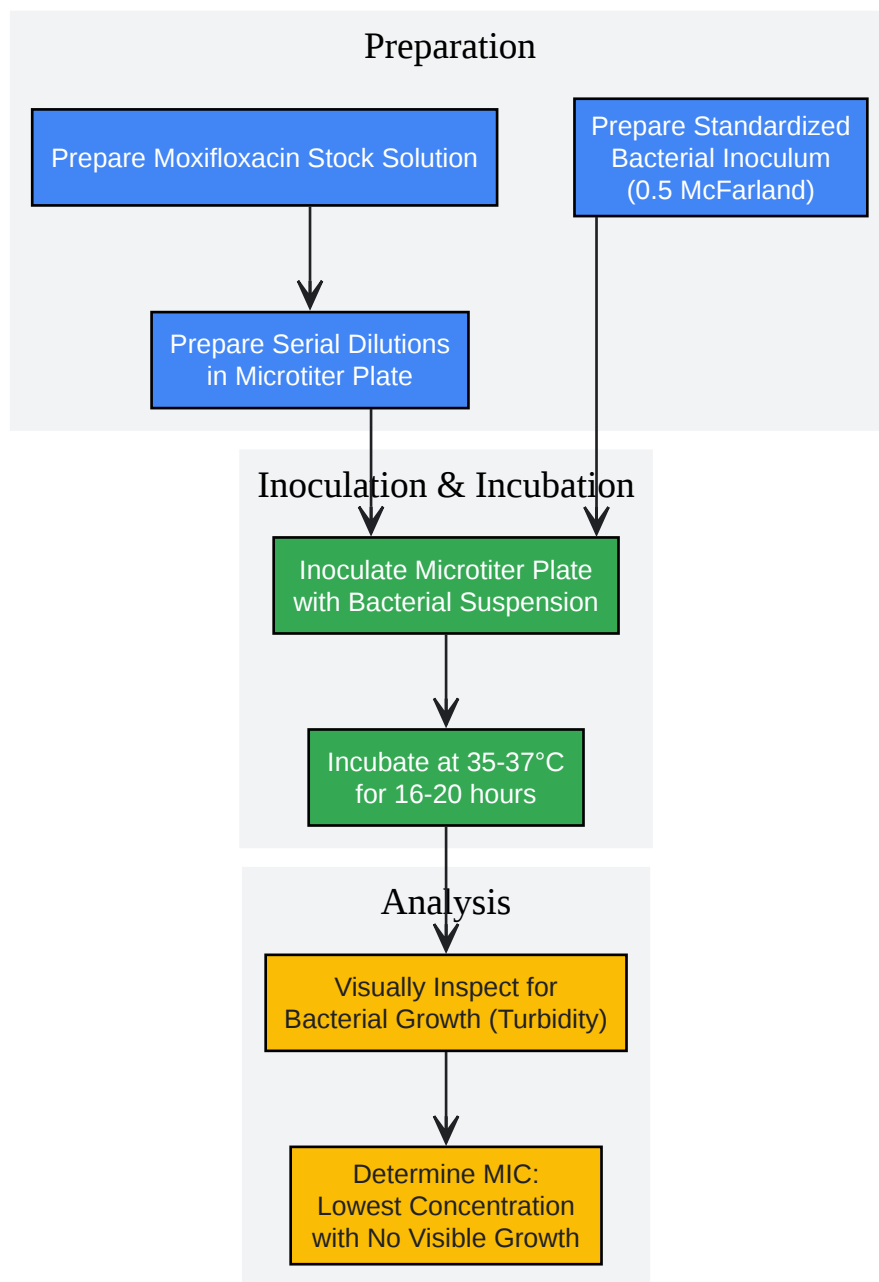 Preparation
Prepare Moxifloxacin Stock Solution
Prepare Standardized
Bacterial Inoculum
(0.5 McFarland)
Prepare Serial Dilutions
in Microtiter Plate
Inoculation & Incubation
Inoculate Microtiter Plate
with Bacterial Suspension
Incubate at 35-37°C
for 16-20 hours
Analysis
Visually Inspect for
Bacterial Growth (Turbidity)
Determine MIC:
Lowest Concentration
with No Visible Growth